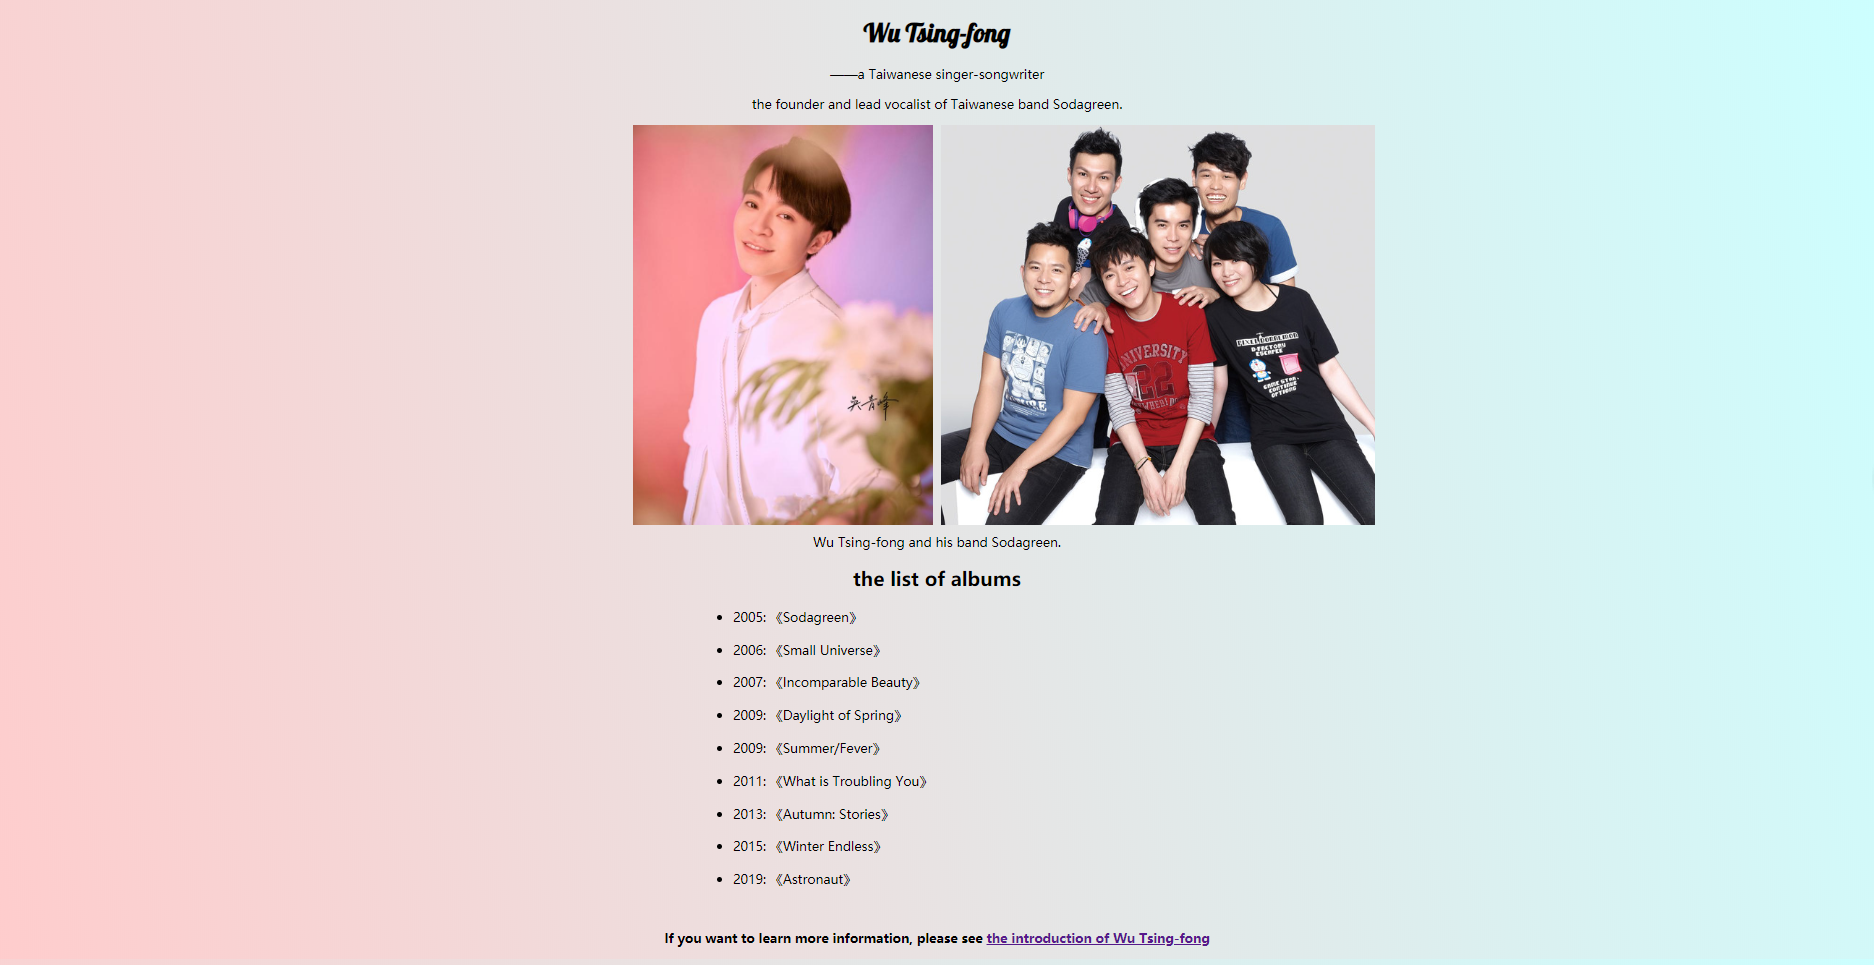 Wu Tsing-fong
——a Taiwanese singer-songwriter
the founder and lead vocalist of Taiwanese band Sodagreen.
吳青峰
UNIVERSITY
22
Wu Tsing-fong and his band Sodagreen.
the list of albums
2005: 《Sodagreen》
2006: 《Small Universe》
2007: 《Incomparable Beauty》
2009: 《Daylight of Spring》
2009: 《Summer/Fever》
2011: 《What is Troubling You》
2013: 《Autumn: Stories》
2015: 《Winter Endless》
2019: 《Astronaut》
If you want to learn more information, please see the introduction of Wu Tsing-fong